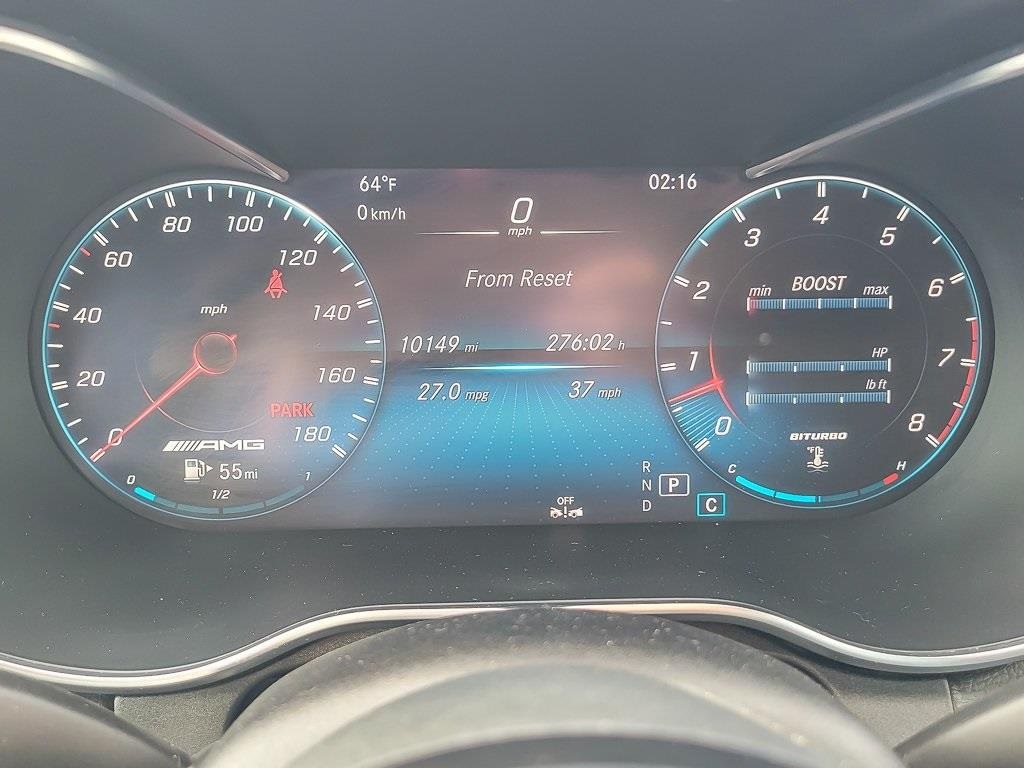 64°F
0 km/h
0
mph
02:16
From Reset
10149 mi 276:02 h
27.0 mpg 37 mph
0 20 40 60 80 100 120 140 160 180
mph
PARK
AMG
55 mi
0 1/2 1
R
N P
D C
OFF
0 1 2 3 4 5 6 7 8
BOOST
min max
HP
lb ft
BITURBO
°F
C H